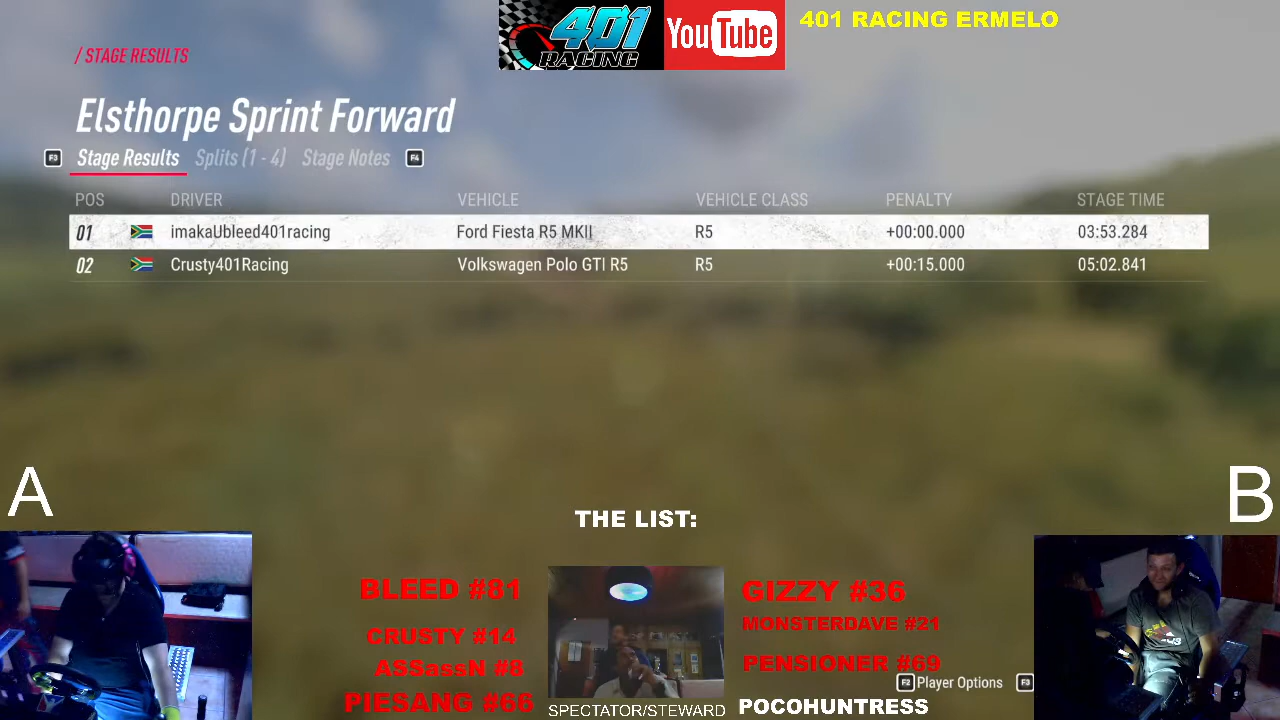 401 RACING
YouTube
401 RACING ERMELO
/ STAGE RESULTS
Elsthorpe Sprint Forward
F3 Stage Results Splits (1 - 4) Stage Notes F4
POS DRIVER VEHICLE VEHICLE CLASS PENALTY STAGE TIME
01 imakaUbleed401racing Ford Fiesta R5 MKII R5 +00:00.000 03:53.284
02 Crusty401Racing Volkswagen Polo GTI R5 R5 +00:15.000 05:02.841
A
B
THE LIST:
BLEED #81
CRUSTY #14
ASSassN #8
PIESANG #66
GIZZY #36
MONSTERDAVE #21
PENSIONER #69
F2 Player Options F3
SPECTATOR/STEWARD
POCOHUNTRESS